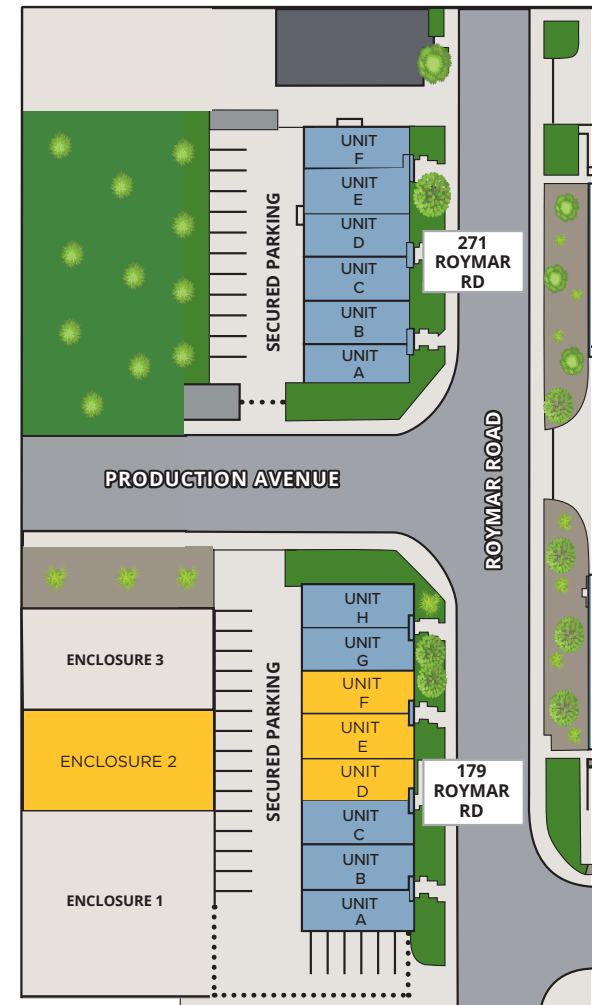 UNIT
F
UNIT
E
UNIT
D
UNIT
C
UNIT
B
UNIT
A
SECURED PARKING
271
ROYMAR
RD
PRODUCTION AVENUE
ROYMAR ROAD
UNIT
H
UNIT
G
UNIT
F
UNIT
E
UNIT
D
UNIT
C
UNIT
B
UNIT
A
SECURED PARKING
ENCLOSURE 3
ENCLOSURE 2
ENCLOSURE 1
179
ROYMAR
RD